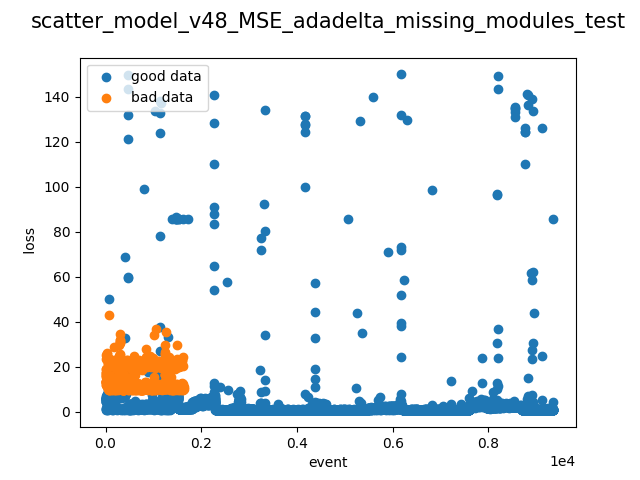 scatter_model_v48_MSE_adadelta_missing_modules_test
good data
bad data
loss
140
120
100
80
60
40
20
0
0.0 0.2 0.4 0.6 0.8
1e4
event